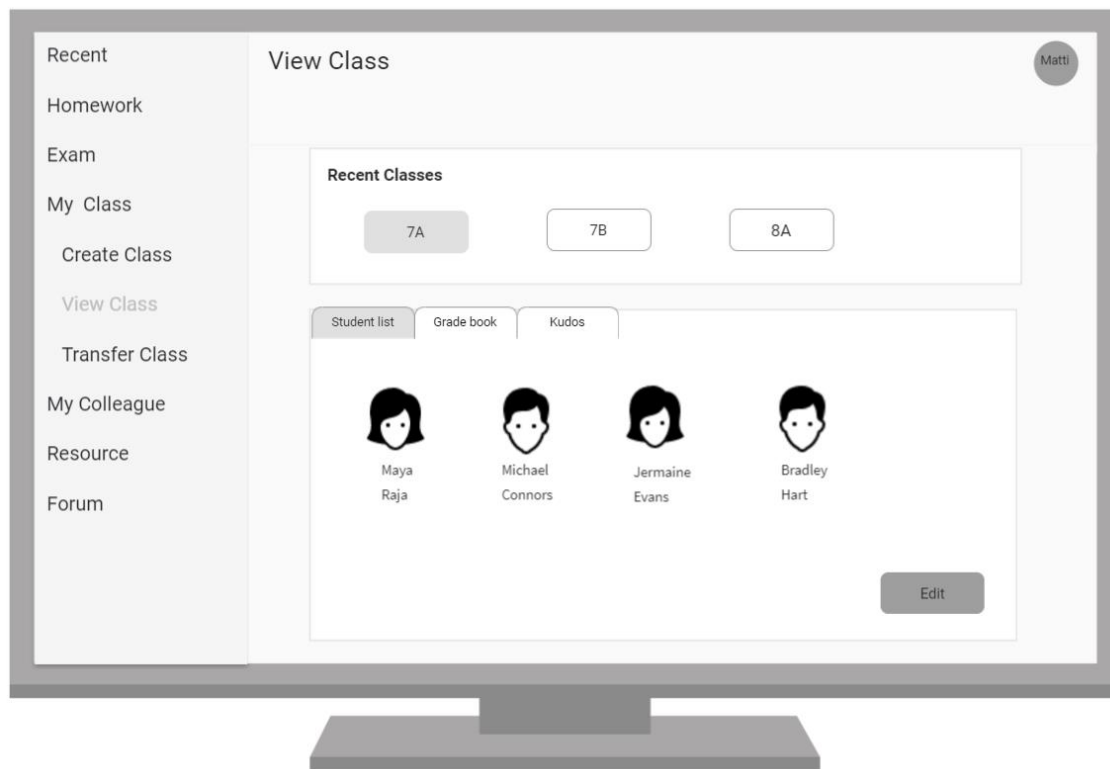 Recent
Homework
Exam
My Class
Create Class
View Class
Transfer Class
My Colleague
Resource
Forum
View Class
Matti
Recent Classes
7A
7B
8A
Student list
Grade book
Kudos
Maya
Raja
Michael
Connors
Jermaine
Evans
Bradley
Hart
Edit